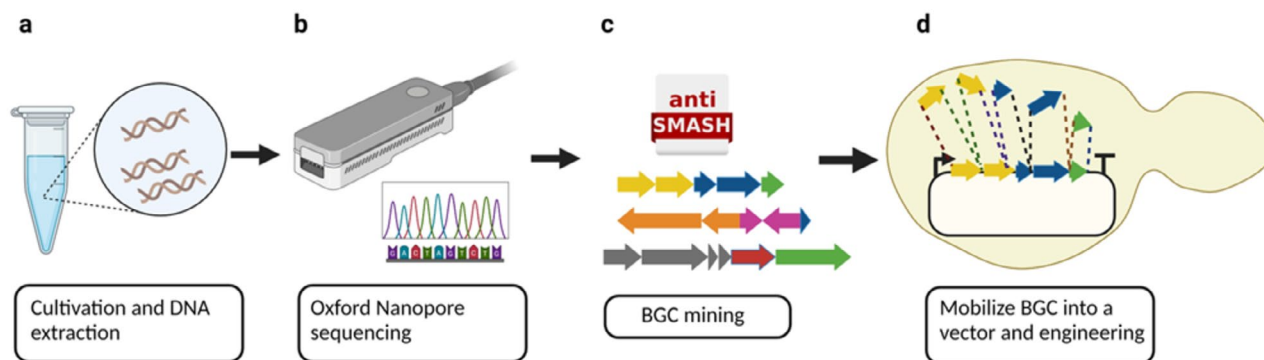 a
b
c
d
anti
SMASH
G A C T A G T C T G
Cultivation and DNA
extraction
Oxford Nanopore
sequencing
BGC mining
Mobilize BGC into a
vector and engineering